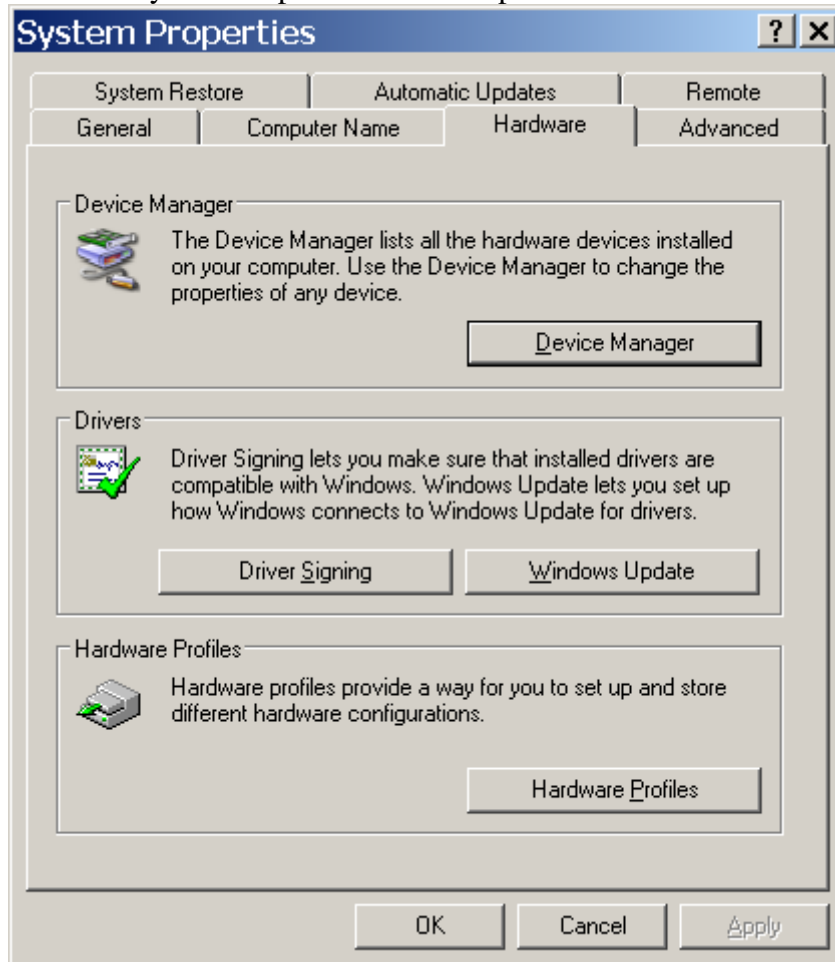 System Properties
System Restore Automatic Updates Remote
General Computer Name Hardware Advanced
Device Manager
The Device Manager lists all the hardware devices installed
on your computer. Use the Device Manager to change the
properties of any device.
Device Manager
Drivers
Driver Signing lets you make sure that installed drivers are
compatible with Windows. Windows Update lets you set up
how Windows connects to Windows Update for drivers.
Driver Signing Windows Update
Hardware Profiles
Hardware profiles provide a way for you to set up and store
different hardware configurations.
Hardware Profiles
OK Cancel Apply